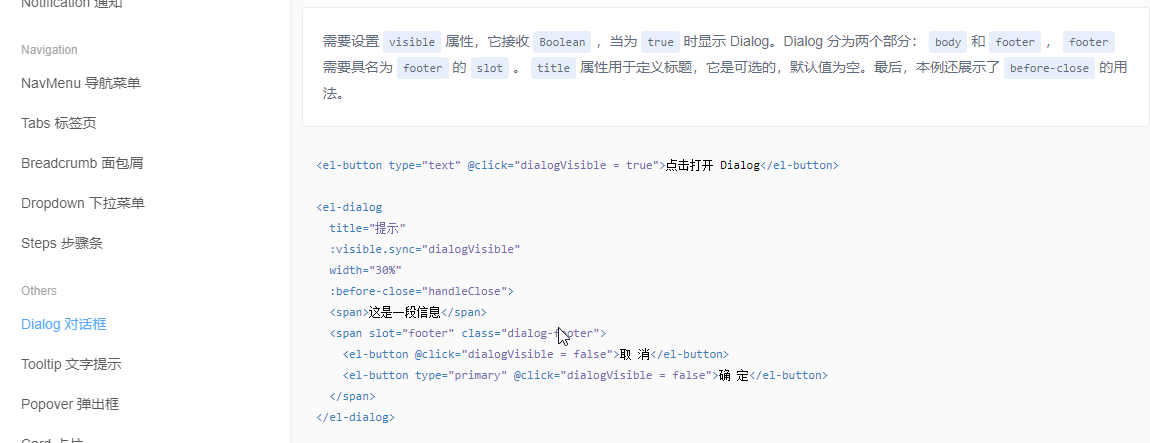 Notification 通知
Navigation
NavMenu 导航菜单
Tabs 标签页
Breadcrumb 面包屑
Dropdown 下拉菜单
Steps 步骤条
Others
Dialog 对话框
Tooltip 文字提示
Popover 弹出框
Card 卡片
需要设置 visible 属性，它接收 Boolean ，当为 true 时显示 Dialog。Dialog 分为两个部分： body 和 footer ， footer
需要具名为 footer 的 slot 。 title 属性用于定义标题，它是可选的，默认值为空。最后，本例还展示了 before-close 的用
法。
<el-button type="text" @click="dialogVisible = true">点击打开 Dialog</el-button>
<el-dialog
title="提示"
:visible.sync="dialogVisible"
width="30%"
:before-close="handleClose">
<span>这是一段信息</span>
<span slot="footer" class="dialog-footer">
<el-button @click="dialogVisible = false">取 消</el-button>
<el-button type="primary" @click="dialogVisible = false">确 定</el-button>
</span>
</el-dialog>